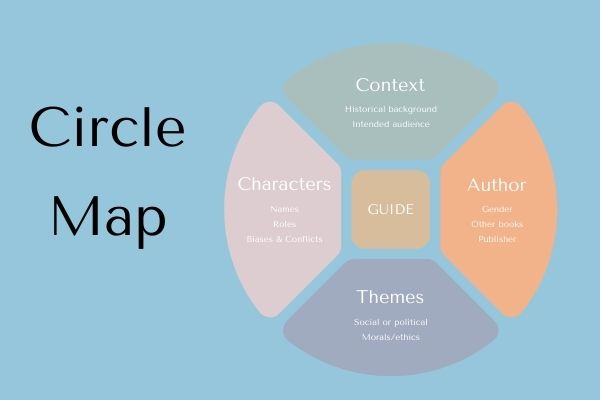 Circle
Map
Context
Historical background
Intended audience
Characters
Names
Roles
Biases & Conflicts
GUIDE
Author
Gender
Other books
Publisher
Themes
Social or political
Morals/ethics